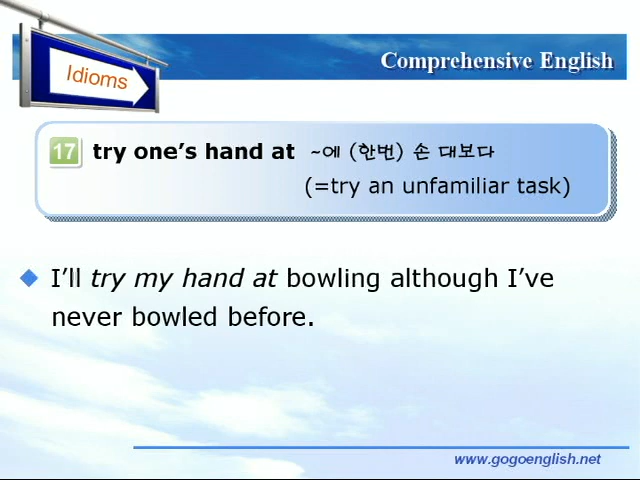 Comprehensive English
Idioms
17 try one's hand at ~에 (한번) 손 대보다
(=try an unfamiliar task)
I'll try my hand at bowling although I've
never bowled before.
www.gogoenglish.net